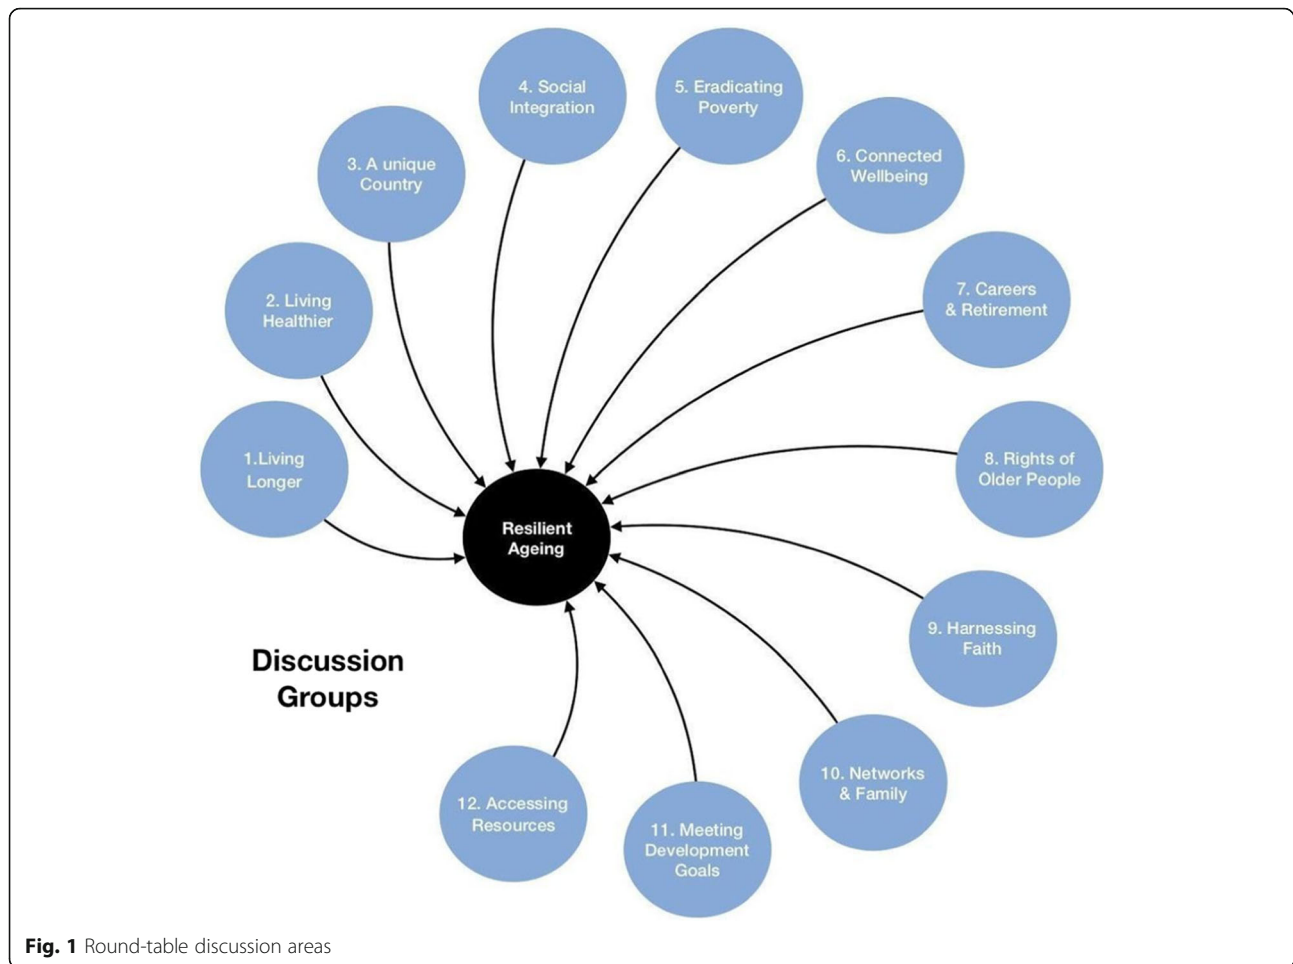 1.Living
Longer
2. Living
Healthier
3. A unique
Country
4. Social
Integration
5. Eradicating
Poverty
6. Connected
Wellbeing
7. Careers
& Retirement
8. Rights of
Older People
9. Harnessing
Faith
10. Networks
& Family
11. Meeting
Development
Goals
12. Accessing
Resources
Resilient
Ageing
Discussion
Groups
Fig. 1 Round-table discussion areas